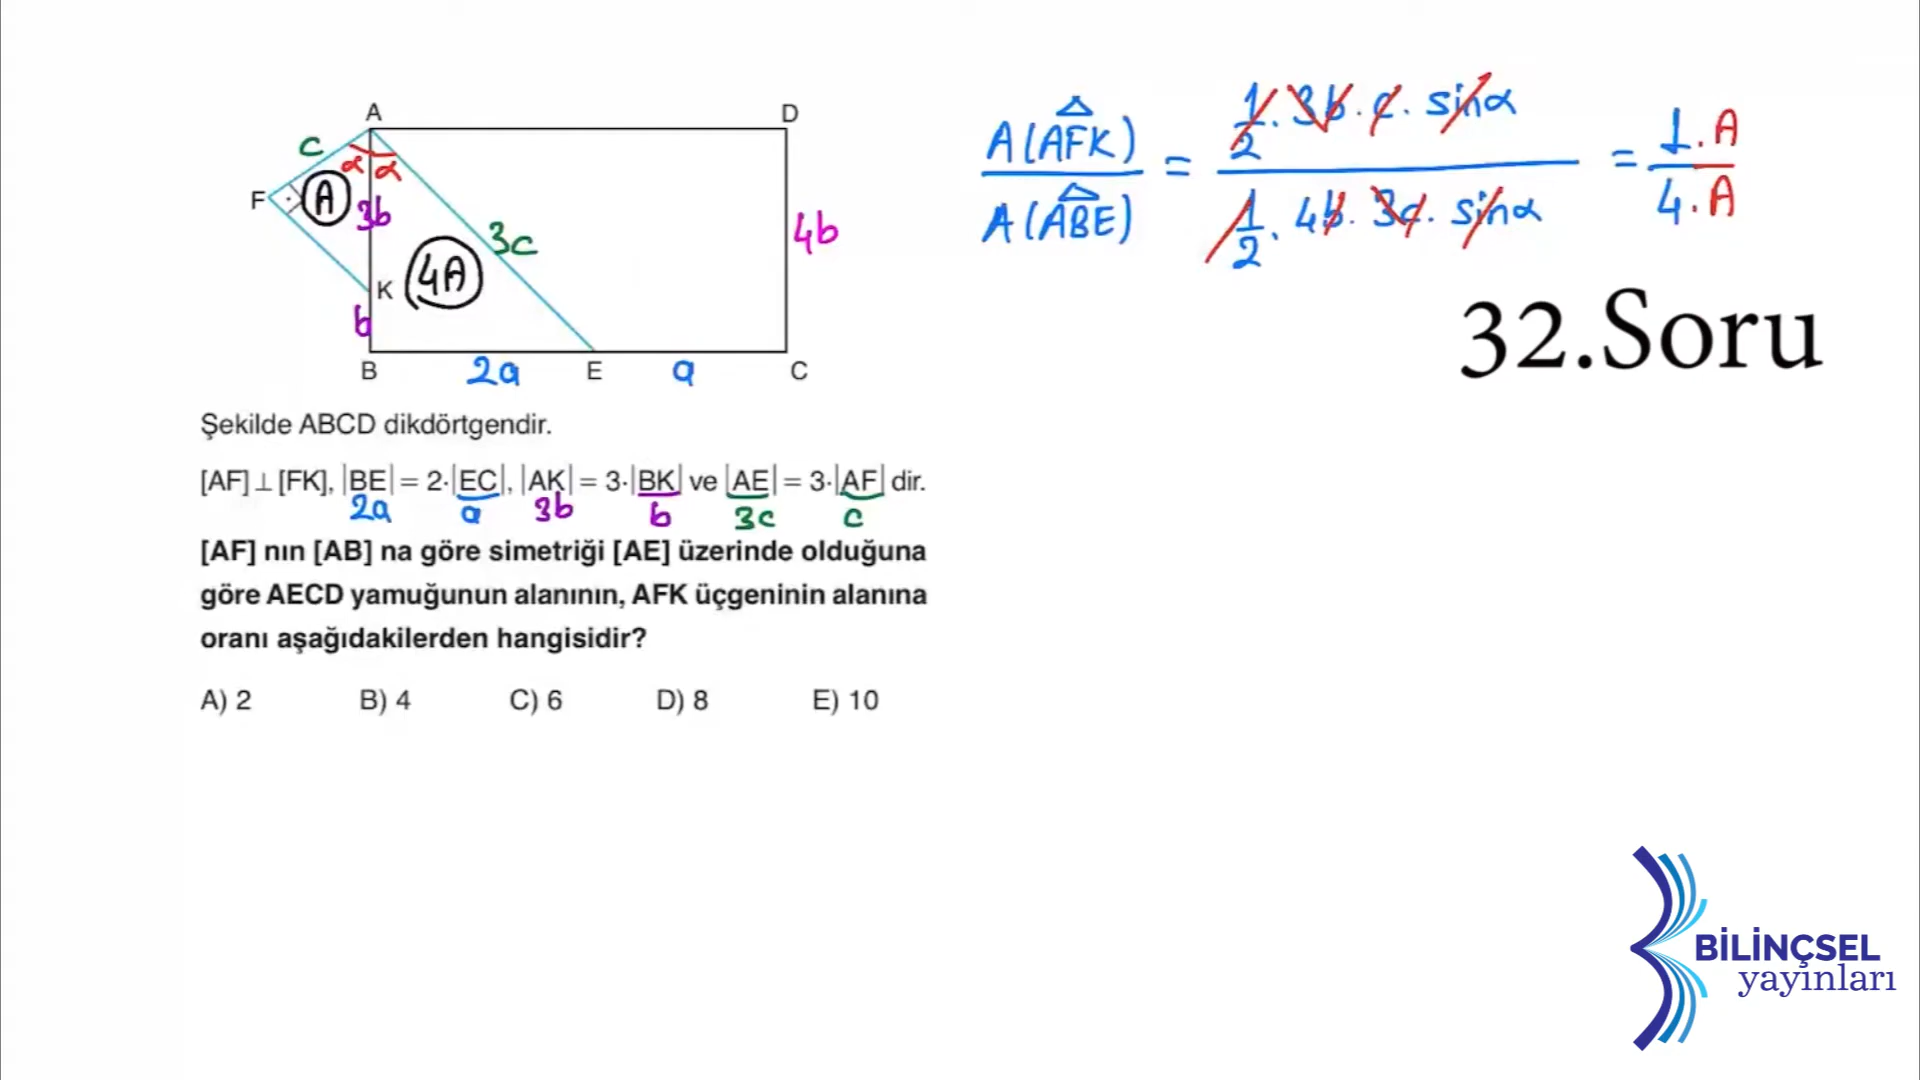 A
D
c
α α
F
A
3b
3c
4b
4A
K
b
B
2a
E
a
C
A(AFK)
A(ABE)
=
1/2 . 3b . c . sinα
1/2 . 4b . 3c . sinα
=
1 . A
4 . A
32.Soru
Şekilde ABCD dikdörtgendir.
[AF] ⊥ [FK], |BE| = 2·|EC|, |AK| = 3·|BK| ve |AE| = 3·|AF| dir.
2a a 3b b 3c c
[AF] nın [AB] na göre simetriği [AE] üzerinde olduğuna
göre AECD yamuğunun alanının, AFK üçgeninin alanına
oranı aşağıdakilerden hangisidir?
A) 2 B) 4 C) 6 D) 8 E) 10
BİLİNÇSEL
yayınları